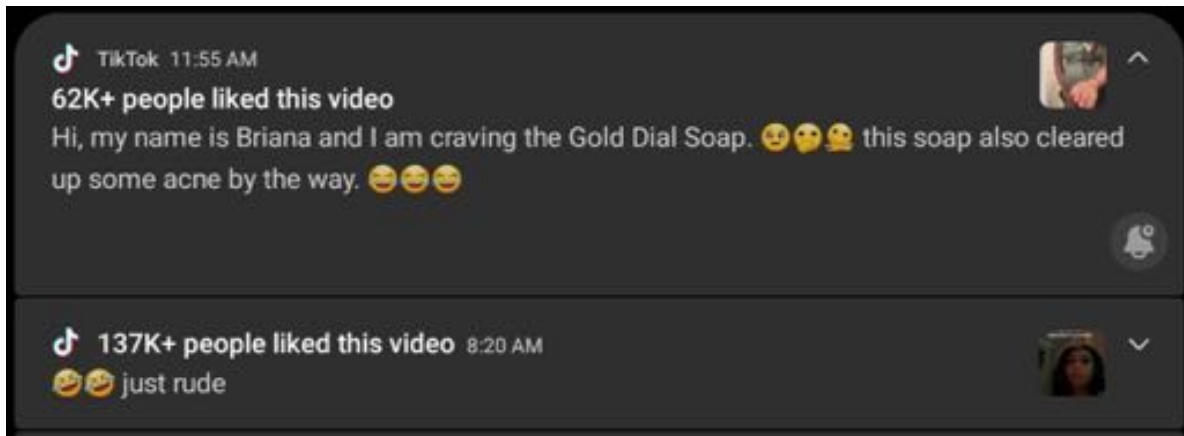 TikTok 11:55 AM
62K+ people liked this video
Hi, my name is Briana and I am craving the Gold Dial Soap. 🥹🤔🫢 this soap also cleared
up some acne by the way. 😂😂😂
137K+ people liked this video 8:20 AM
🤣🤣 just rude